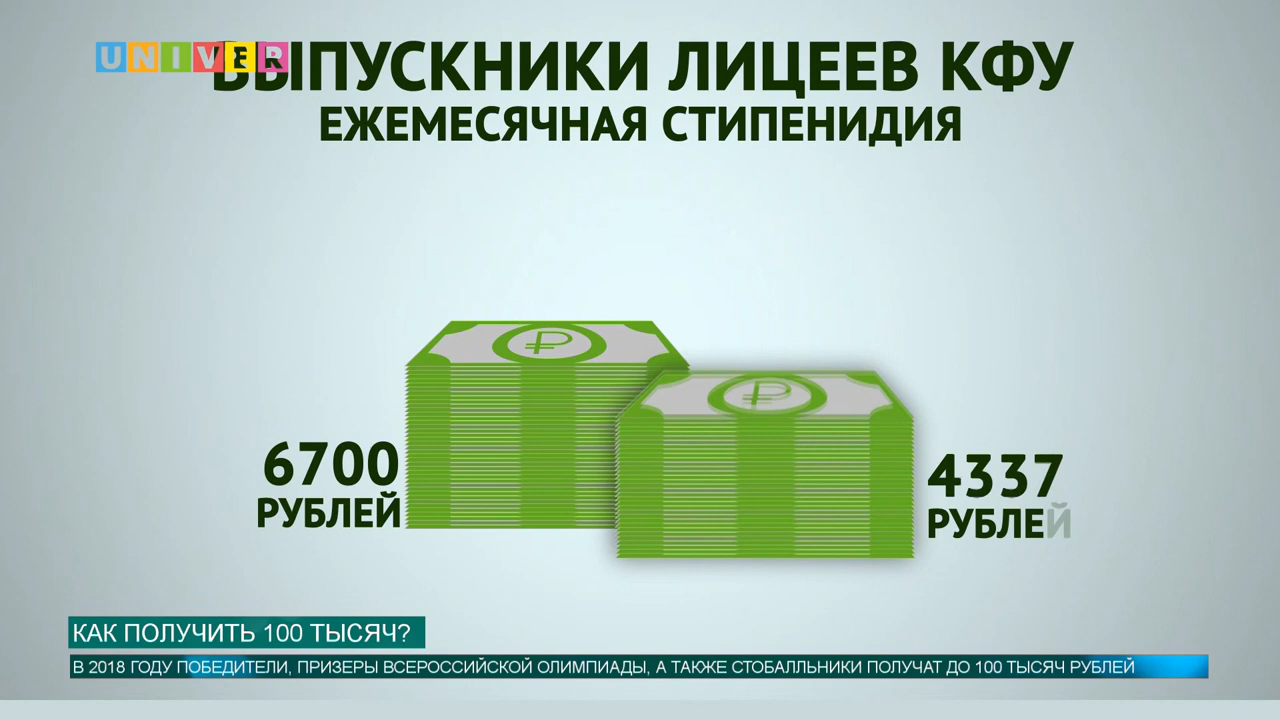 UNIVER
ВЫПУСКНИКИ ЛИЦЕЕВ КФУ
ЕЖЕМЕСЯЧНАЯ СТИПЕНИДИЯ
6700
РУБЛЕЙ
4337
РУБЛЕЙ
КАК ПОЛУЧИТЬ 100 ТЫСЯЧ?
В 2018 ГОДУ ПОБЕДИТЕЛИ, ПРИЗЕРЫ ВСЕРОССИЙСКОЙ ОЛИМПИАДЫ, А ТАКЖЕ СТОБАЛЛЬНИКИ ПОЛУЧАТ ДО 100 ТЫСЯЧ РУБЛЕЙ